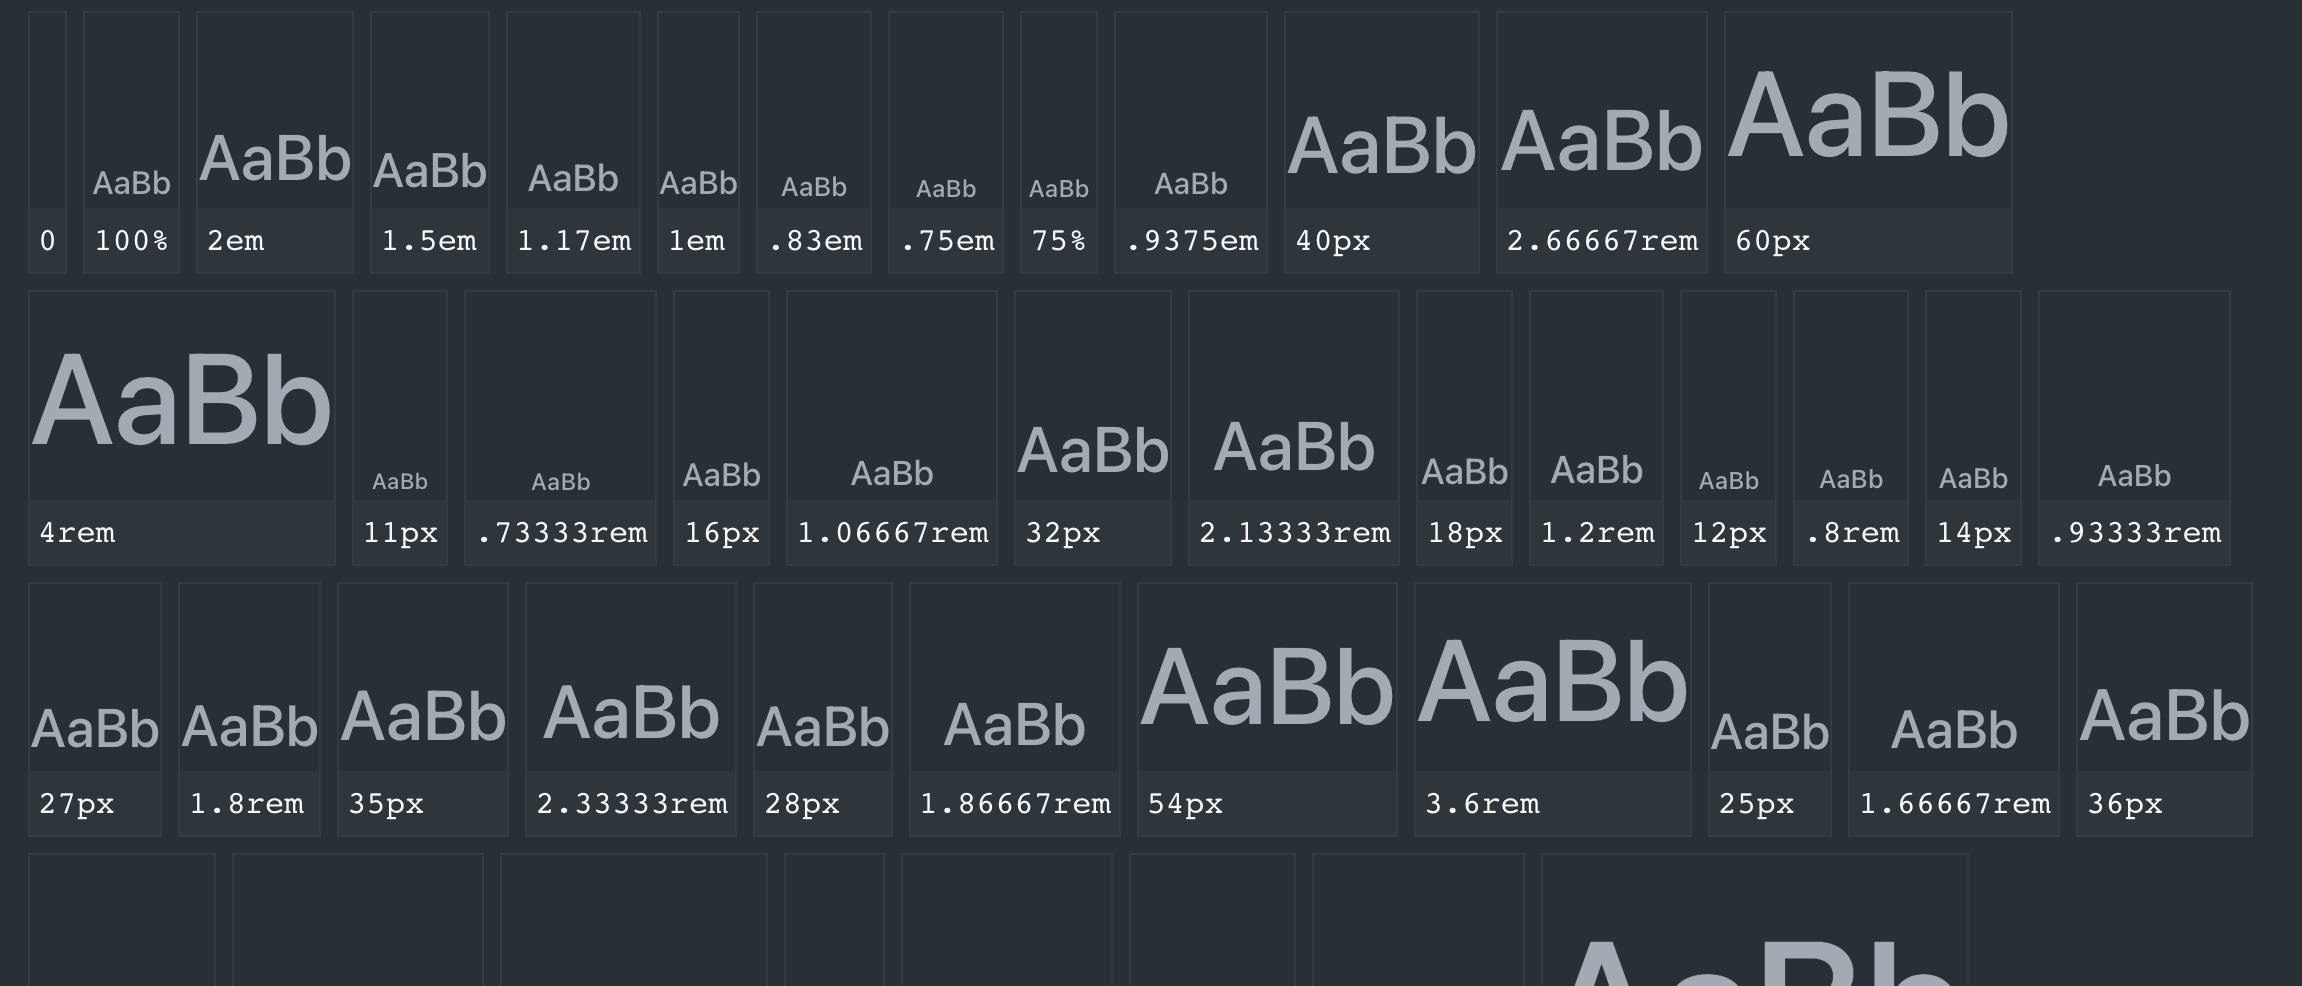 AaBb AaBb AaBb AaBb AaBb AaBb AaBb AaBb AaBb AaBb AaBb AaBb
0 100% 2em 1.5em 1.17em 1em .83em .75em 75% .9375em 40px 2.66667rem 60px
AaBb AaBb AaBb AaBb AaBb AaBb AaBb AaBb AaBb AaBb AaBb AaBb AaBb
4rem 11px .73333rem 16px 1.06667rem 32px 2.13333rem 18px 1.2rem 12px .8rem 14px .93333rem
AaBb AaBb AaBb AaBb AaBb AaBb AaBb AaBb AaBb AaBb AaBb
27px 1.8rem 35px 2.33333rem 28px 1.86667rem 54px 3.6rem 25px 1.66667rem 36px
AaBb